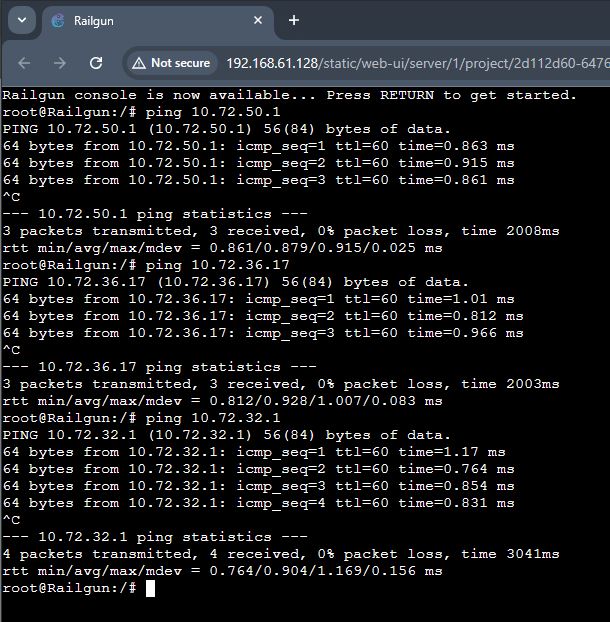 Railgun
Not secure 192.168.61.128/static/web-ui/server/1/project/2d112d60-6476
Railgun console is now available... Press RETURN to get started.
root@Railgun:/# ping 10.72.50.1
PING 10.72.50.1 (10.72.50.1) 56(84) bytes of data.
64 bytes from 10.72.50.1: icmp_seq=1 ttl=60 time=0.863 ms
64 bytes from 10.72.50.1: icmp_seq=2 ttl=60 time=0.915 ms
64 bytes from 10.72.50.1: icmp_seq=3 ttl=60 time=0.861 ms
^C
--- 10.72.50.1 ping statistics ---
3 packets transmitted, 3 received, 0% packet loss, time 2008ms
rtt min/avg/max/mdev = 0.861/0.879/0.915/0.025 ms
root@Railgun:/# ping 10.72.36.17
PING 10.72.36.17 (10.72.36.17) 56(84) bytes of data.
64 bytes from 10.72.36.17: icmp_seq=1 ttl=60 time=1.01 ms
64 bytes from 10.72.36.17: icmp_seq=2 ttl=60 time=0.812 ms
64 bytes from 10.72.36.17: icmp_seq=3 ttl=60 time=0.966 ms
^C
--- 10.72.36.17 ping statistics ---
3 packets transmitted, 3 received, 0% packet loss, time 2003ms
rtt min/avg/max/mdev = 0.812/0.928/1.007/0.083 ms
root@Railgun:/# ping 10.72.32.1
PING 10.72.32.1 (10.72.32.1) 56(84) bytes of data.
64 bytes from 10.72.32.1: icmp_seq=1 ttl=60 time=1.17 ms
64 bytes from 10.72.32.1: icmp_seq=2 ttl=60 time=0.764 ms
64 bytes from 10.72.32.1: icmp_seq=3 ttl=60 time=0.854 ms
64 bytes from 10.72.32.1: icmp_seq=4 ttl=60 time=0.831 ms
^C
--- 10.72.32.1 ping statistics ---
4 packets transmitted, 4 received, 0% packet loss, time 3041ms
rtt min/avg/max/mdev = 0.764/0.904/1.169/0.156 ms
root@Railgun:/#